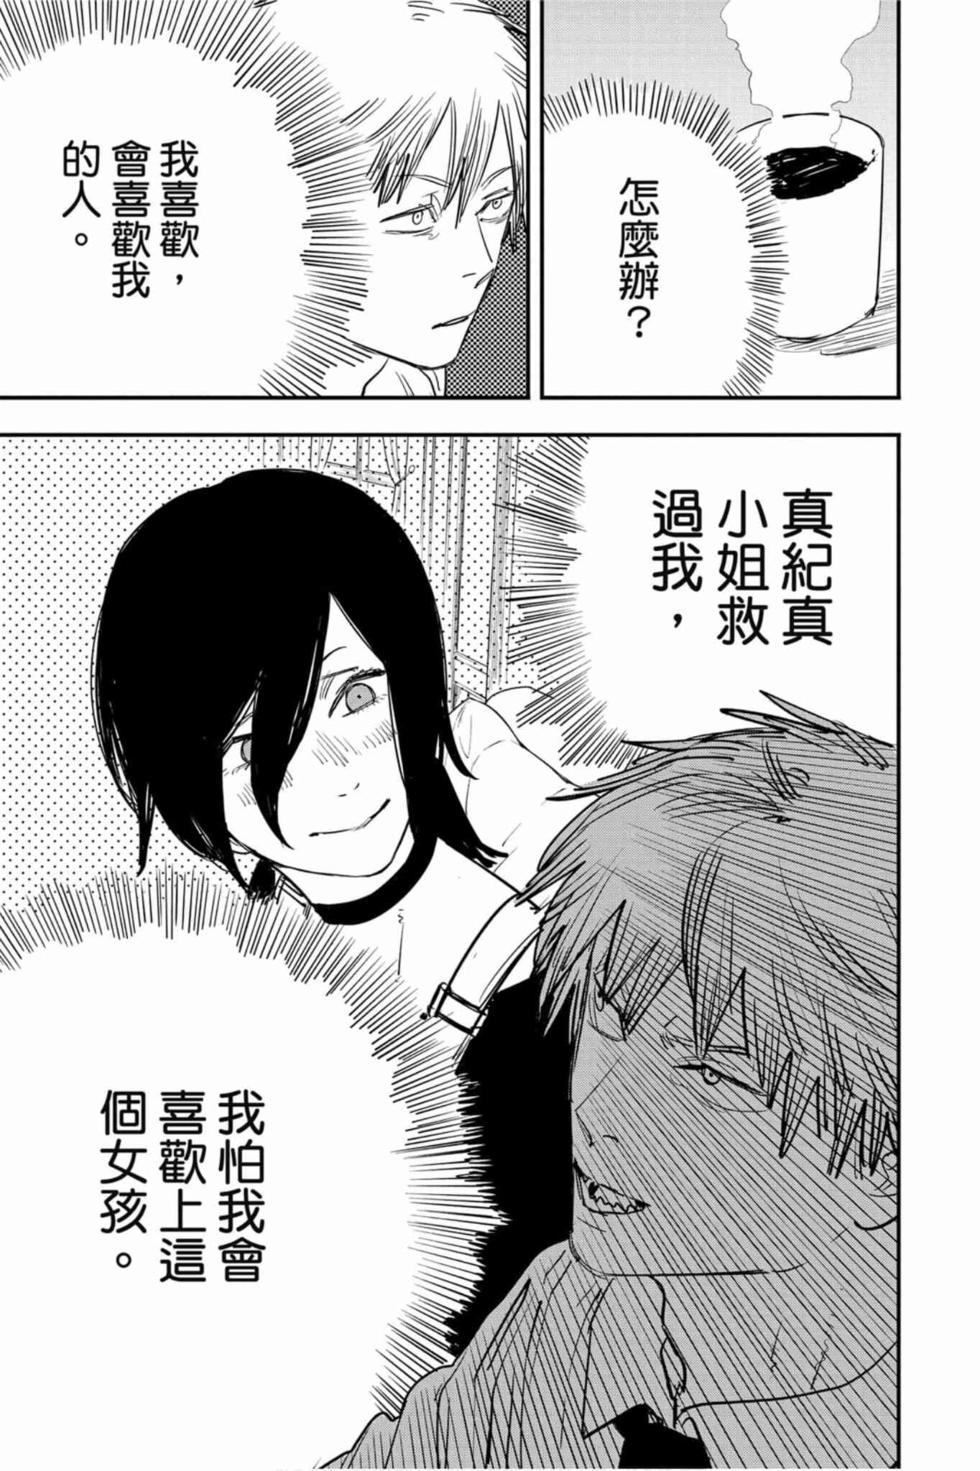 怎麼辦？
我喜歡，
會喜歡我
的人。
真紀真
小姐救
過我，
我怕我會
喜歡上這
個女孩。